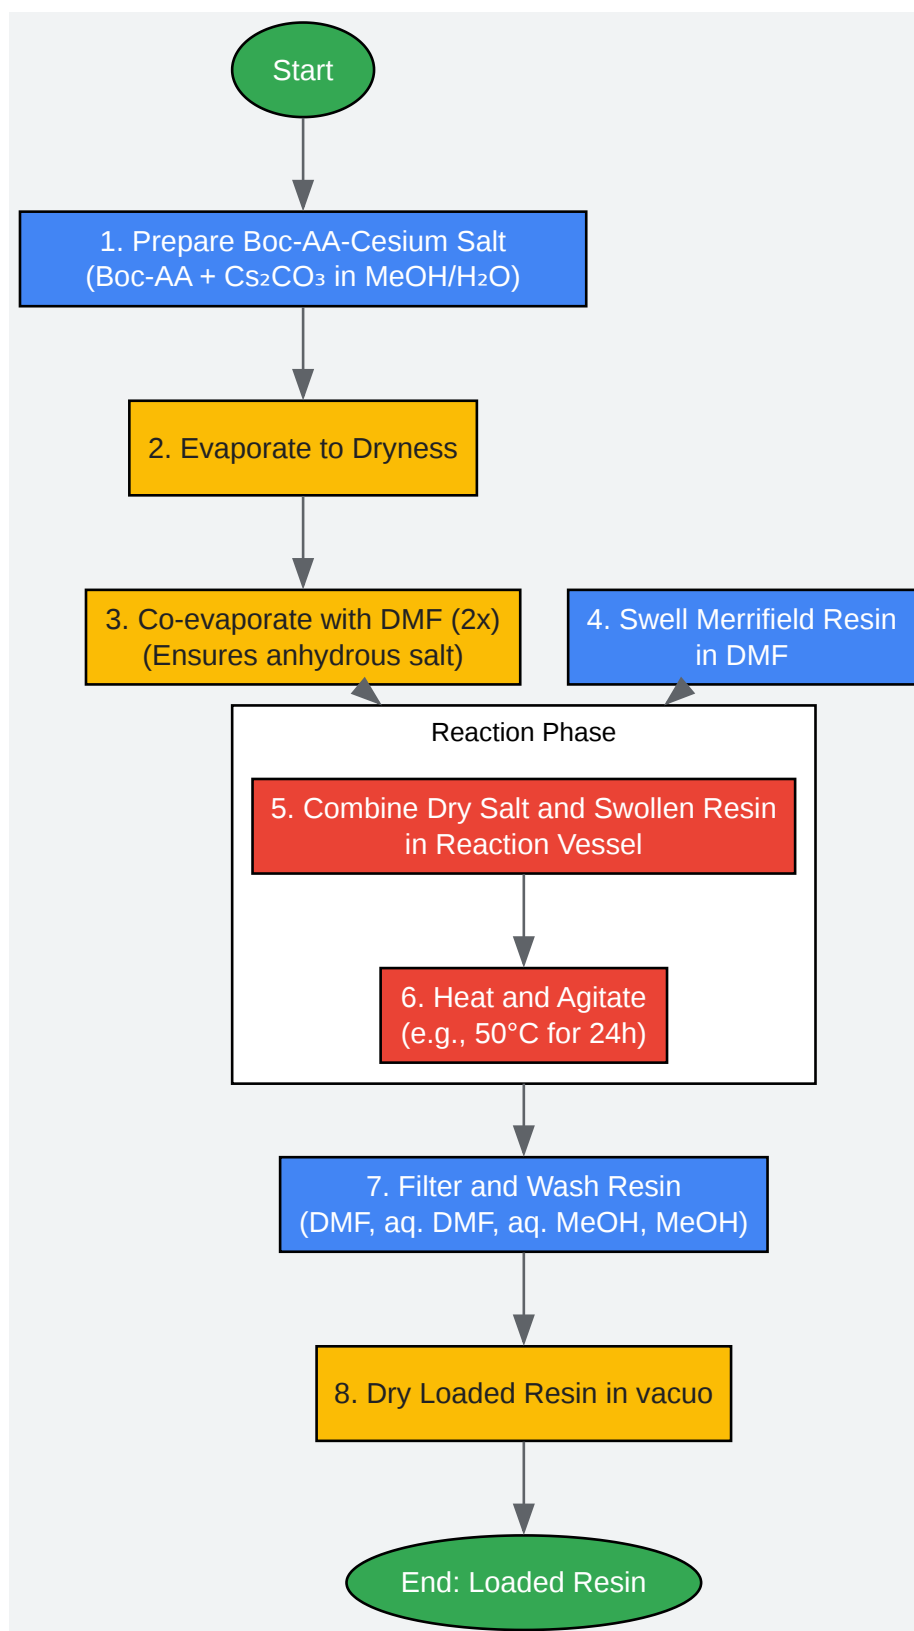 Start
1. Prepare Boc-AA-Cesium Salt
(Boc-AA + Cs₂CO₃ in MeOH/H₂O)
2. Evaporate to Dryness
3. Co-evaporate with DMF (2x)
(Ensures anhydrous salt)
4. Swell Merrifield Resin
in DMF
Reaction Phase
5. Combine Dry Salt and Swollen Resin
in Reaction Vessel
6. Heat and Agitate
(e.g., 50°C for 24h)
7. Filter and Wash Resin
(DMF, aq. DMF, aq. MeOH, MeOH)
8. Dry Loaded Resin in vacuo
End: Loaded Resin